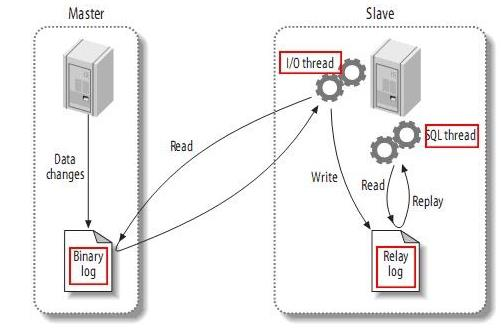 Master
Slave
I/O thread
SQL thread
Data
changes
Read
Write
Read
Replay
Binary
log
Relay
log